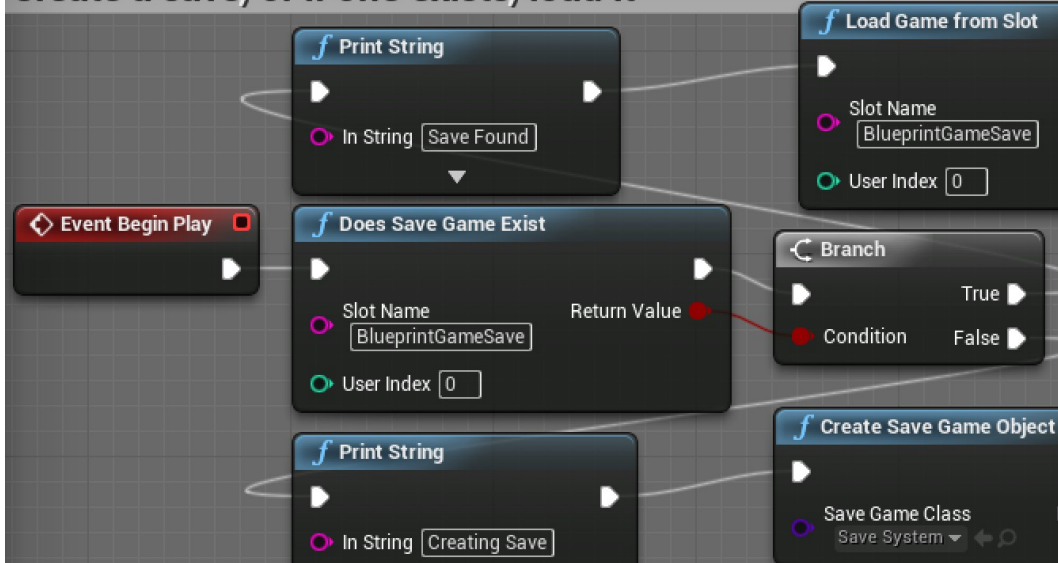 Print String
In String Save Found
Load Game from Slot
Slot Name
BlueprintGameSave
User Index 0
Event Begin Play
Does Save Game Exist
Slot Name
BlueprintGameSave
Return Value
User Index 0
Branch
True
Condition
False
Print String
In String Creating Save
Create Save Game Object
Save Game Class
Save System